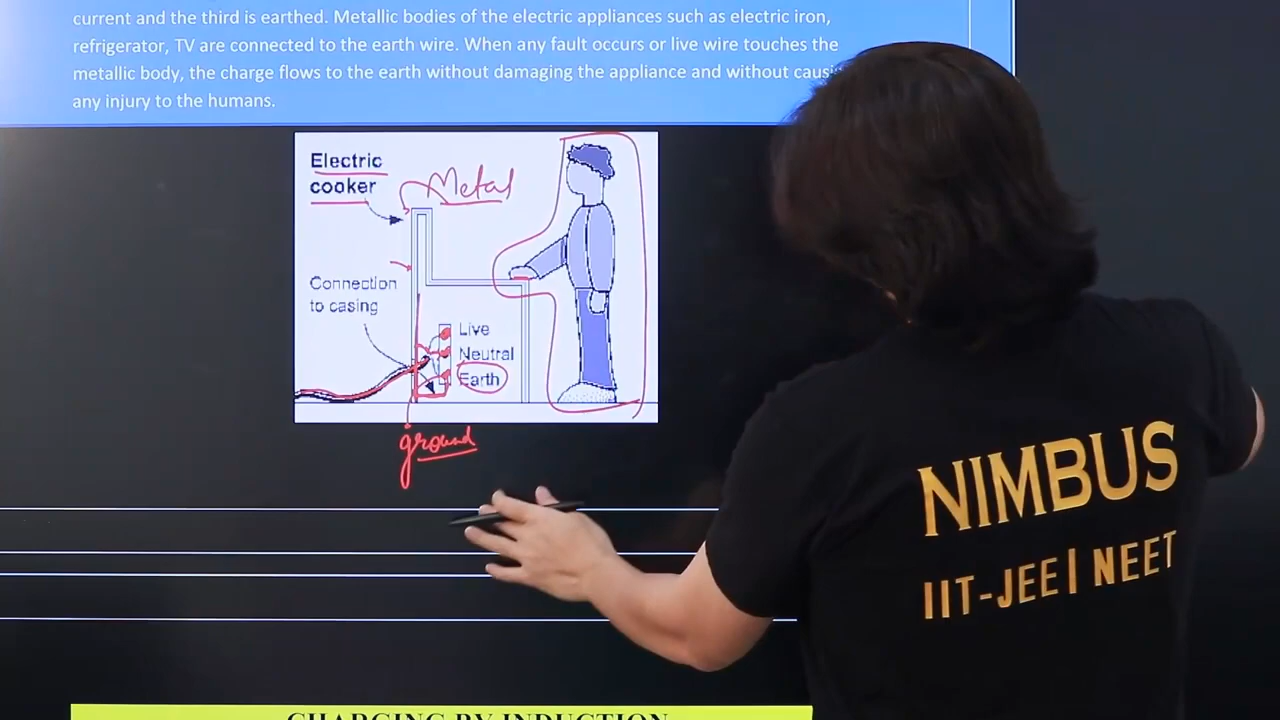 current and the third is earthed. Metallic bodies of the electric appliances such as electric iron,
refrigerator, TV are connected to the earth wire. When any fault occurs or live wire touches the
metallic body, the charge flows to the earth without damaging the appliance and without
any injury to the humans.
Electric
cooker
Metal
Connection
to casing
Live
Neutral
Earth
ground
NIMBUS
IIT-JEE | NEET
CHARGING BY INDUCTION